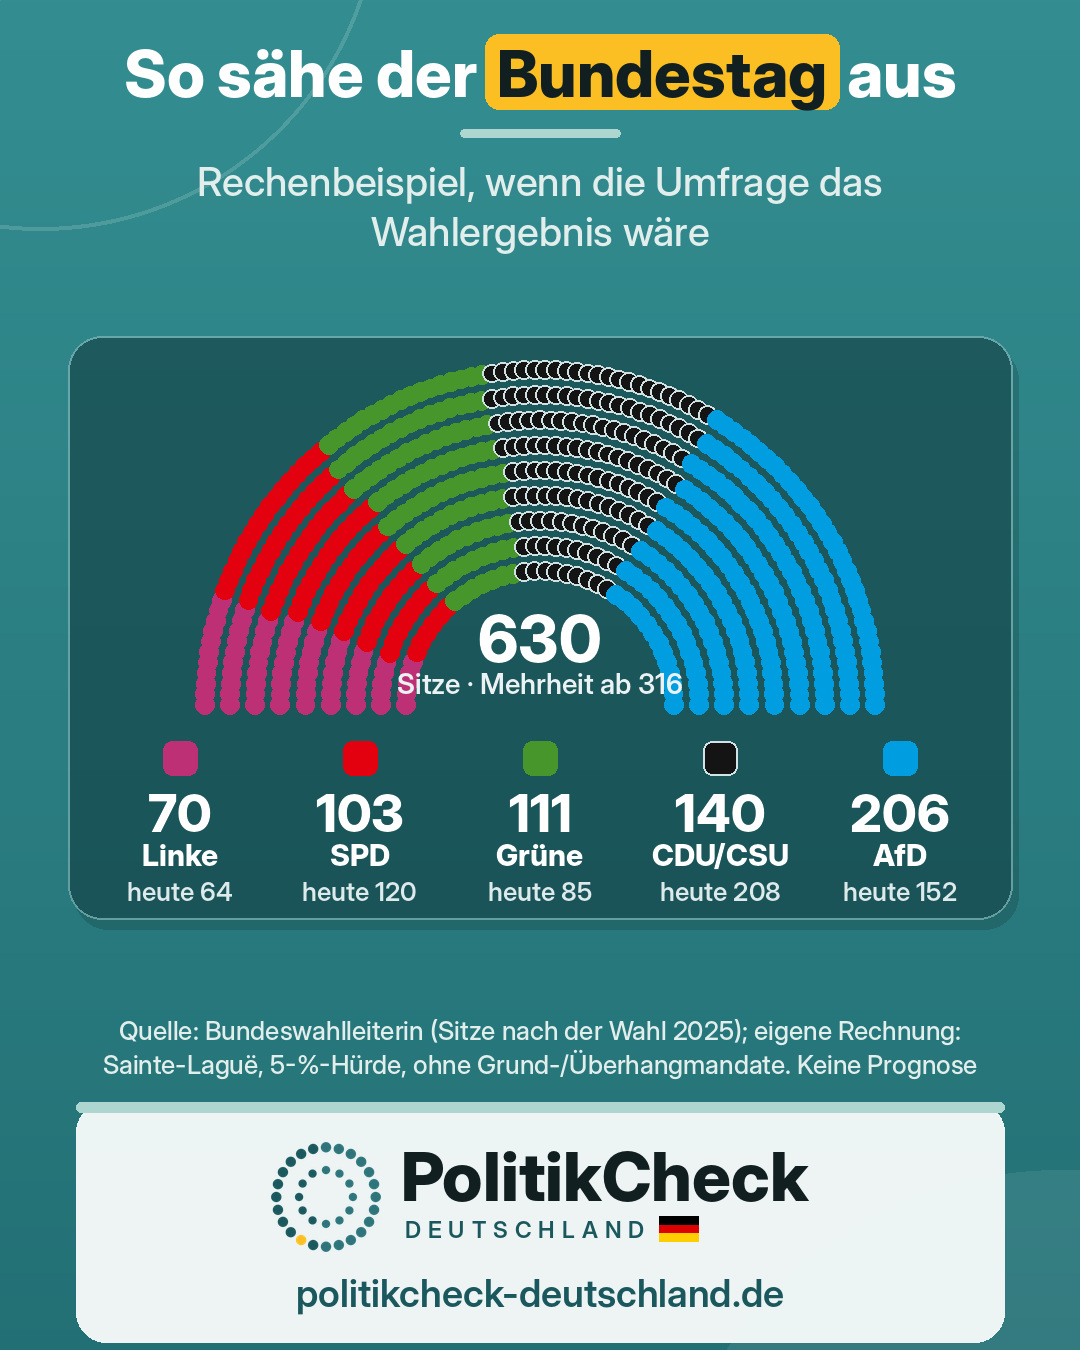 So sähe der Bundestag aus
Rechenbeispiel, wenn die Umfrage das
Wahlergebnis wäre
630
Sitze · Mehrheit ab 316
70 103 111 140 206
Linke SPD Grüne CDU/CSU AfD
heute 64 heute 120 heute 85 heute 208 heute 152
Quelle: Bundeswahlleiterin (Sitze nach der Wahl 2025); eigene Rechnung:
Sainte-Laguë, 5-%-Hürde, ohne Grund-/Überhangmandate. Keine Prognose
PolitikCheck
DEUTSCHLAND
politikcheck-deutschland.de